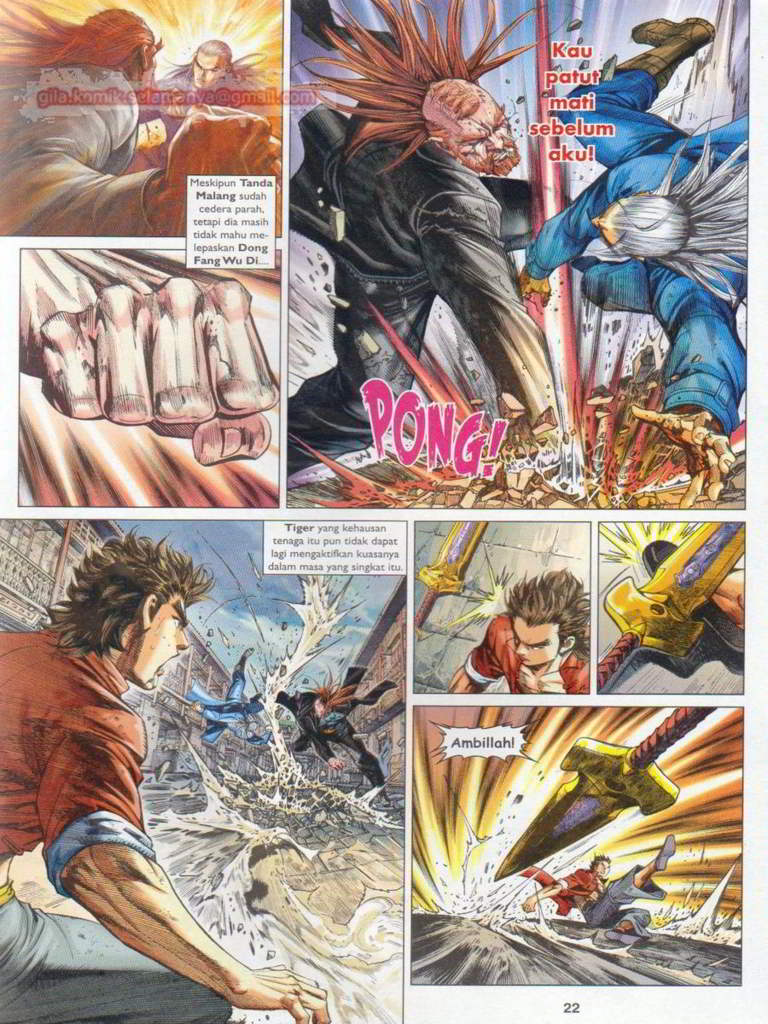 gila.komik.selamanya@gmail.com
Meskipun Tanda
Malang sudah
cedera parah,
tetapi dia masih
tidak mahu me-
lepaskan Dong
Fang Wu Di....
Kau
patut
mati
sebelum
aku!
PONG!
Tiger yang kehausan
tenaga itu pun tidak dapat
lagi mengaktifkan kuasanya
dalam masa yang singkat itu.
Ambillah!
22